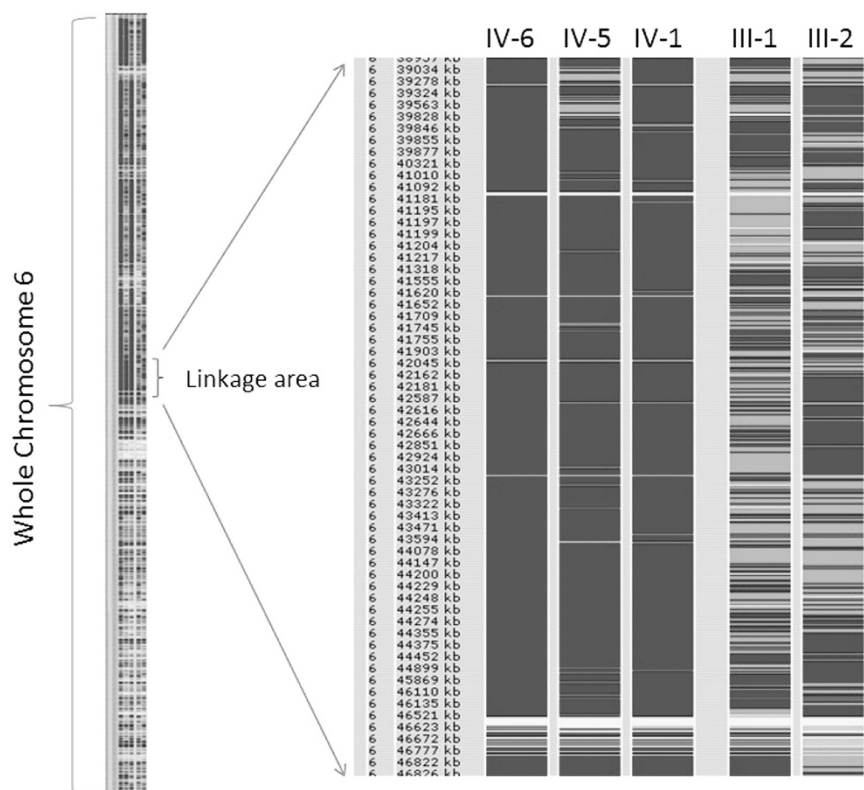 Whole Chromosome 6
Linkage area
IV-6 IV-5 IV-1 III-1 III-2
6 39034 kb
6 39278 kb
6 39324 kb
6 39563 kb
6 39828 kb
6 39846 kb
6 39855 kb
6 39877 kb
6 40321 kb
6 41010 kb
6 41092 kb
6 41181 kb
6 41195 kb
6 41197 kb
6 41199 kb
6 41204 kb
6 41217 kb
6 41318 kb
6 41555 kb
6 41620 kb
6 41652 kb
6 41709 kb
6 41745 kb
6 41755 kb
6 41903 kb
6 42045 kb
6 42162 kb
6 42181 kb
6 42587 kb
6 42616 kb
6 42644 kb
6 42666 kb
6 42851 kb
6 42924 kb
6 43014 kb
6 43252 kb
6 43276 kb
6 43322 kb
6 43413 kb
6 43471 kb
6 43594 kb
6 44078 kb
6 44147 kb
6 44200 kb
6 44229 kb
6 44248 kb
6 44255 kb
6 44274 kb
6 44355 kb
6 44375 kb
6 44452 kb
6 44899 kb
6 45869 kb
6 46110 kb
6 46135 kb
6 46521 kb
6 46623 kb
6 46672 kb
6 46777 kb
6 46822 kb
6 46826 kb